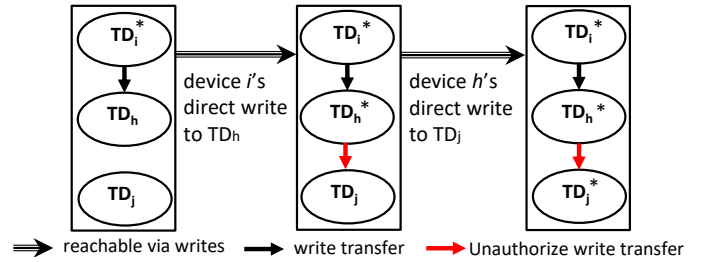 TDi* TDi* TDi*
device i's device h's
direct write direct write
to TDh to TDj
TDh TDh* TDh*
TDj TDj TDj*
reachable via writes write transfer Unauthorize write transfer